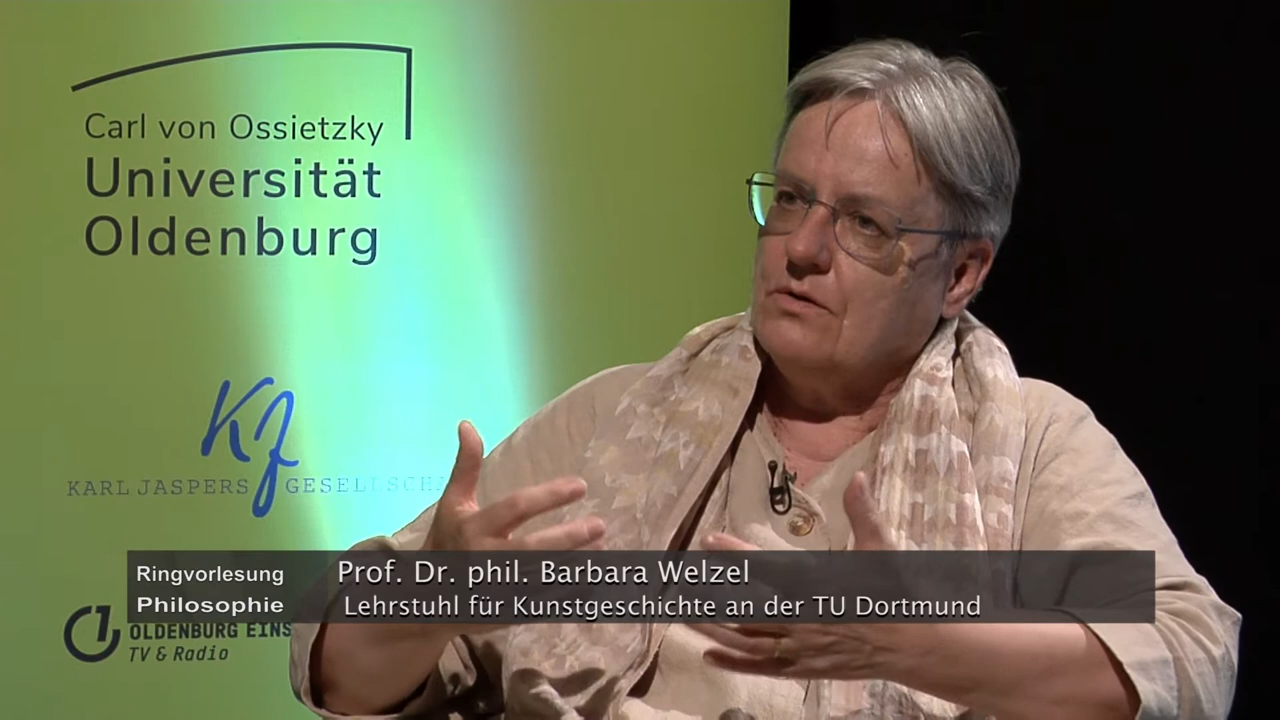 Carl von Ossietzky
Universität
Oldenburg
KJ
KARL JASPERS GESELLSCHA
Ringvorlesung
Philosophie
Prof. Dr. phil. Barbara Welzel
Lehrstuhl für Kunstgeschichte an der TU Dortmund
OLDENBURG EINS
TV & Radio